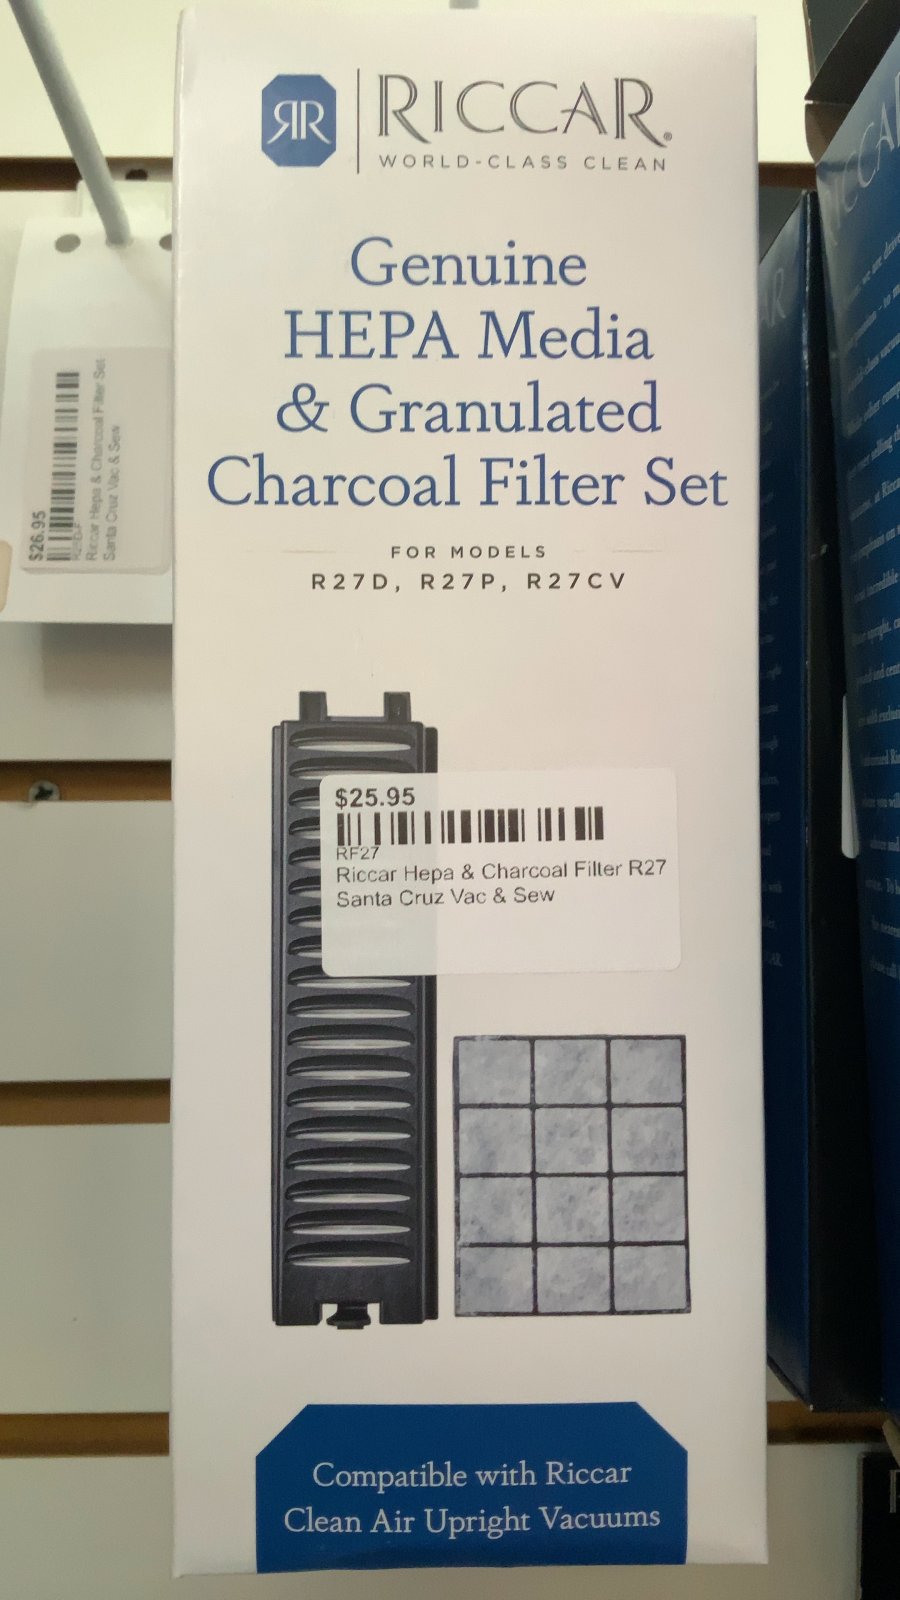 RR
RICCAR®
WORLD-CLASS CLEAN
Genuine
HEPA Media
& Granulated
Charcoal Filter Set
FOR MODELS
R27D, R27P, R27CV
$25.95
RF27
Riccar Hepa & Charcoal Filter R27
Santa Cruz Vac & Sew
Compatible with Riccar
Clean Air Upright Vacuums
$26.95
Riccar Hepa & Charcoal Filter Set
Santa Cruz Vac & Sew
RICCA